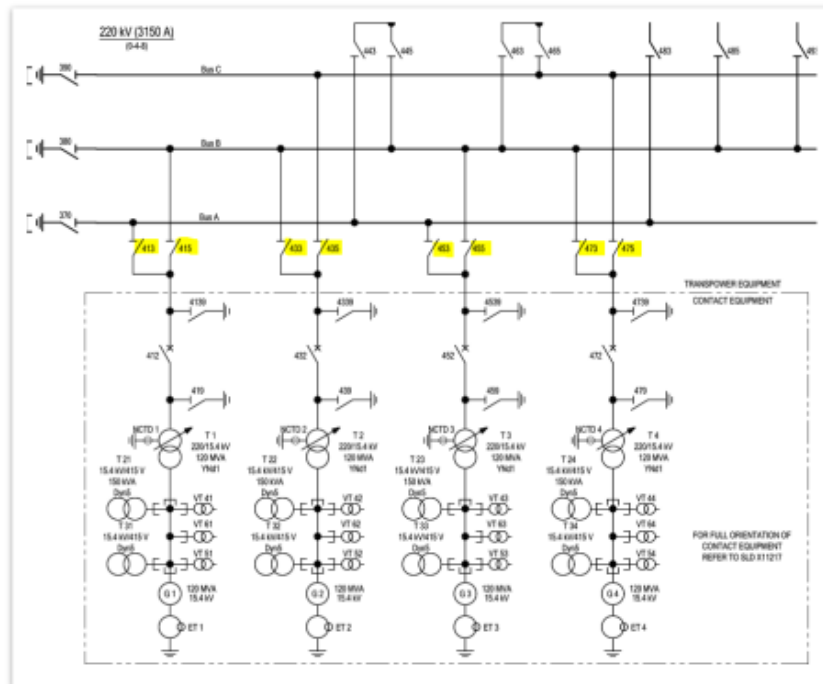 220 kV (3150 A)
(0-4-8)
443
445
463
465
483
485
390
Bus C
380
Bus B
370
Bus A
413
415
433
435
453
455
473
475
TRANSPOWER EQUIPMENT
CONTACT EQUIPMENT
4139
4339
4539
4739
412
432
452
472
419
439
459
479
NCTD 1
T 1
220/15.4 kV
120 MVA
YNd1
NCTD 2
T 2
220/15.4 kV
120 MVA
YNd1
NCTD 3
T 3
220/15.4 kV
120 MVA
YNd1
NCTD 4
T 4
220/15.4 kV
120 MVA
YNd1
T 21
15.4 kV/415 V
150 kVA
Dyn5
T 22
15.4 kV/415 V
150 kVA
Dyn5
T 23
15.4 kV/415 V
150 kVA
Dyn5
T 24
15.4 kV/415 V
150 kVA
Dyn5
VT 41
VT 42
VT 43
VT 44
T 31
15.4 kV/415 V
Dyn5
T 32
15.4 kV/415 V
Dyn5
T 33
15.4 kV/415 V
Dyn5
T 34
15.4 kV/415 V
Dyn5
VT 61
VT 62
VT 63
VT 64
VT 51
VT 52
VT 53
VT 54
FOR FULL ORIENTATION OF
CONTACT EQUIPMENT
REFER TO SLD X11217
G 1
120 MVA
15.4 kV
G 2
120 MVA
15.4 kV
G 3
120 MVA
15.4 kV
G 4
120 MVA
15.4 kV
ET 1
ET 2
ET 3
ET 4